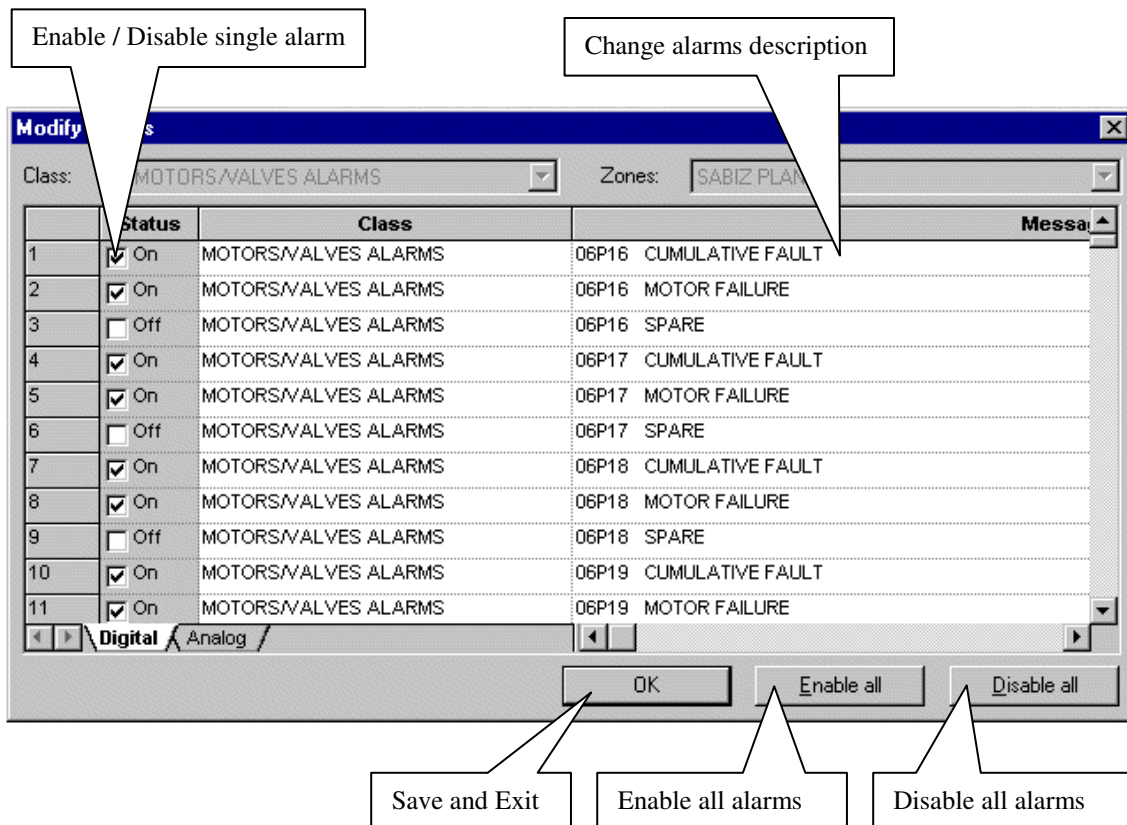 Enable / Disable single alarm
Change alarms description
Modify
Class: MOTORS/VALVES ALARMS Zones: SABIZ
Status Class
1 On MOTORS/VALVES ALARMS 06P16 CUMULATIVE FAULT
2 On MOTORS/VALVES ALARMS 06P16 MOTOR FAILURE
3 Off MOTORS/VALVES ALARMS 06P16 SPARE
4 On MOTORS/VALVES ALARMS 06P17 CUMULATIVE FAULT
5 On MOTORS/VALVES ALARMS 06P17 MOTOR FAILURE
6 Off MOTORS/VALVES ALARMS 06P17 SPARE
7 On MOTORS/VALVES ALARMS 06P18 CUMULATIVE FAULT
8 On MOTORS/VALVES ALARMS 06P18 MOTOR FAILURE
9 Off MOTORS/VALVES ALARMS 06P18 SPARE
10 On MOTORS/VALVES ALARMS 06P19 CUMULATIVE FAULT
11 On MOTORS/VALVES ALARMS 06P19 MOTOR FAILURE
Digital Analog
OK Enable all Disable all
Save and Exit Enable all alarms Disable all alarms